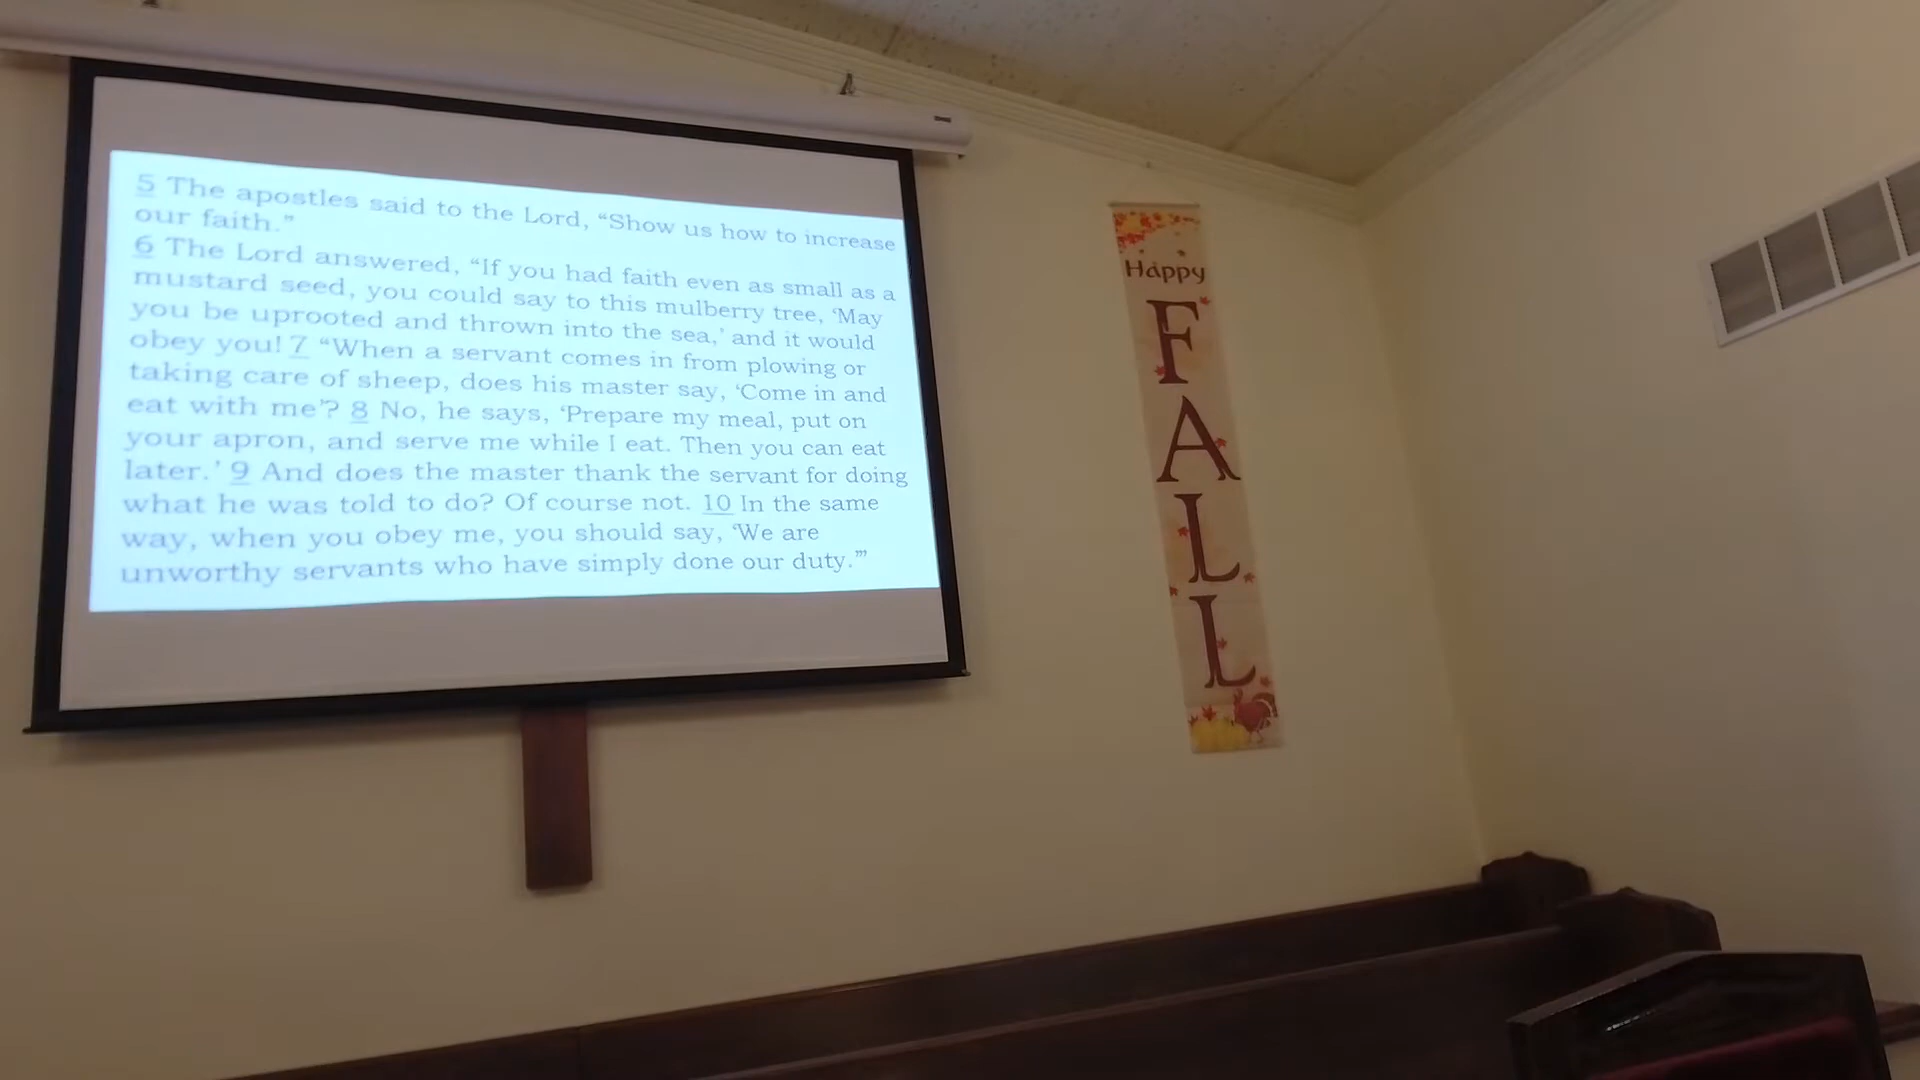 5 The apostles said to the Lord, “Show us how to increase
our faith.”
6 The Lord answered, “If you had faith even as small as a
mustard seed, you could say to this mulberry tree, ‘May
you be uprooted and thrown into the sea,’ and it would
obey you! 7 “When a servant comes in from plowing or
taking care of sheep, does his master say, ‘Come in and
eat with me’? 8 No, he says, ‘Prepare my meal, put on
your apron, and serve me while I eat. Then you can eat
later.’ 9 And does the master thank the servant for doing
what he was told to do? Of course not. 10 In the same
way, when you obey me, you should say, ‘We are
unworthy servants who have simply done our duty.’”
Happy
FALL